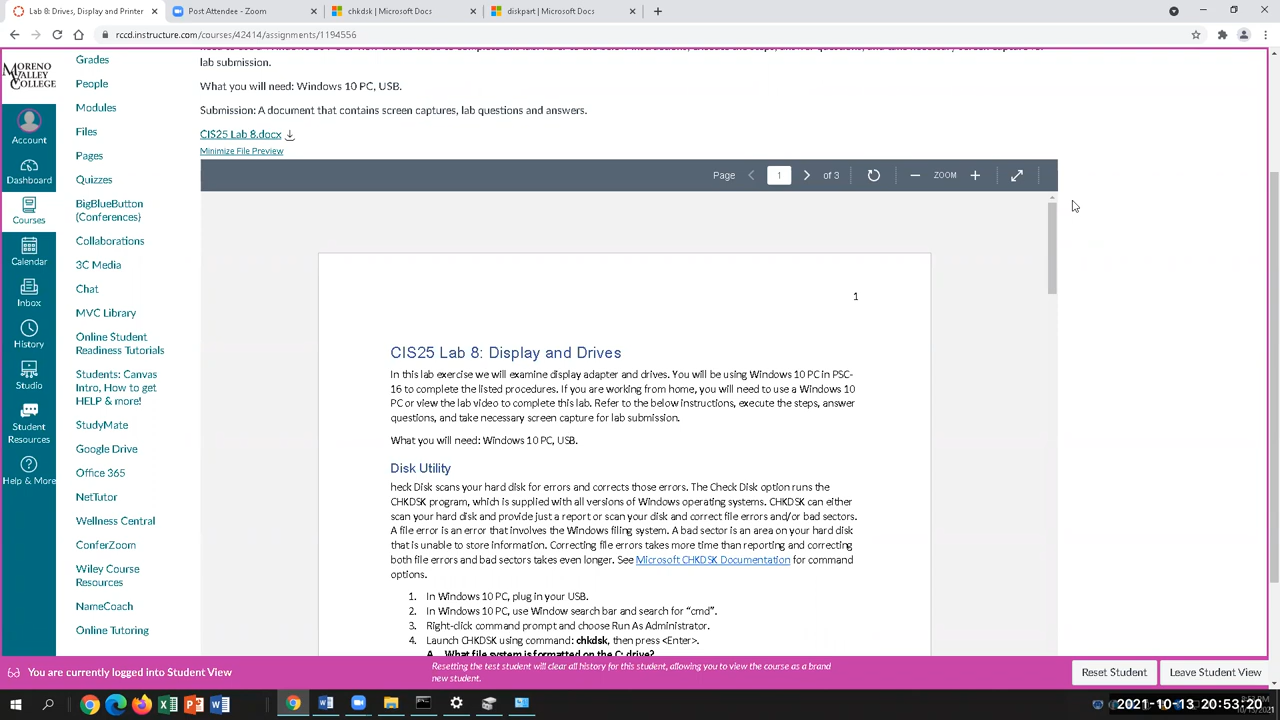 Lab 8: Drives, Display and Printer
Post Attendee - Zoom
chkdsk | Microsoft Docs
diskpart | Microsoft Docs
rccd.instructure.com/courses/42414/assignments/1194556
MORENO
VALLEY
COLLEGE
Account
Dashboard
Courses
Calendar
Inbox
History
Studio
Student
Resources
Help & More
Grades
People
Modules
Files
Pages
Quizzes
BigBlueButton
(Conferences)
Collaborations
3C Media
Chat
MVC Library
Online Student
Readiness Tutorials
Students: Canvas
Intro, How to get
HELP & more!
StudyMate
Google Drive
Office 365
NetTutor
Wellness Central
ConferZoom
Wiley Course
Resources
NameCoach
Online Tutoring
lab submission.
What you will need: Windows 10 PC, USB.
Submission: A document that contains screen captures, lab questions and answers.
CIS25 Lab 8.docx
Minimize File Preview
Page 1 of 3 ZOOM
1
CIS25 Lab 8: Display and Drives
In this lab exercise we will examine display adapter and drives. You will be using Windows 10 PC in PSC-
16 to complete the listed procedures. If you are working from home, you will need to use a Windows 10
PC or view the lab video to complete this lab. Refer to the below instructions, execute the steps, answer
questions, and take necessary screen capture for lab submission.
What you will need: Windows 10 PC, USB.
Disk Utility
heck Disk scans your hard disk for errors and corrects those errors. The Check Disk option runs the
CHKDSK program, which is supplied with all versions of Windows operating systems. CHKDSK can either
scan your hard disk and provide just a report or scan your disk and correct file errors and/or bad sectors.
A file error is an error that involves the Windows filing system. A bad sector is an area on your hard disk
that is unable to store information. Correcting file errors takes more time than reporting and correcting
both file errors and bad sectors takes even longer. See Microsoft CHKDSK Documentation for command
options.
1. In Windows 10 PC, plug in your USB.
2. In Windows 10 PC, use Window search bar and search for "cmd".
3. Right-click command prompt and choose Run As Administrator.
4. Launch CHKDSK using command: chkdsk, then press <Enter>.
A. What file system is formatted on the C: drive?
You are currently logged into Student View
Resetting the test student will clear all history for this student, allowing you to view the course as a brand
new student.
Reset Student
Leave Student View
2021-10-13 20:53:20